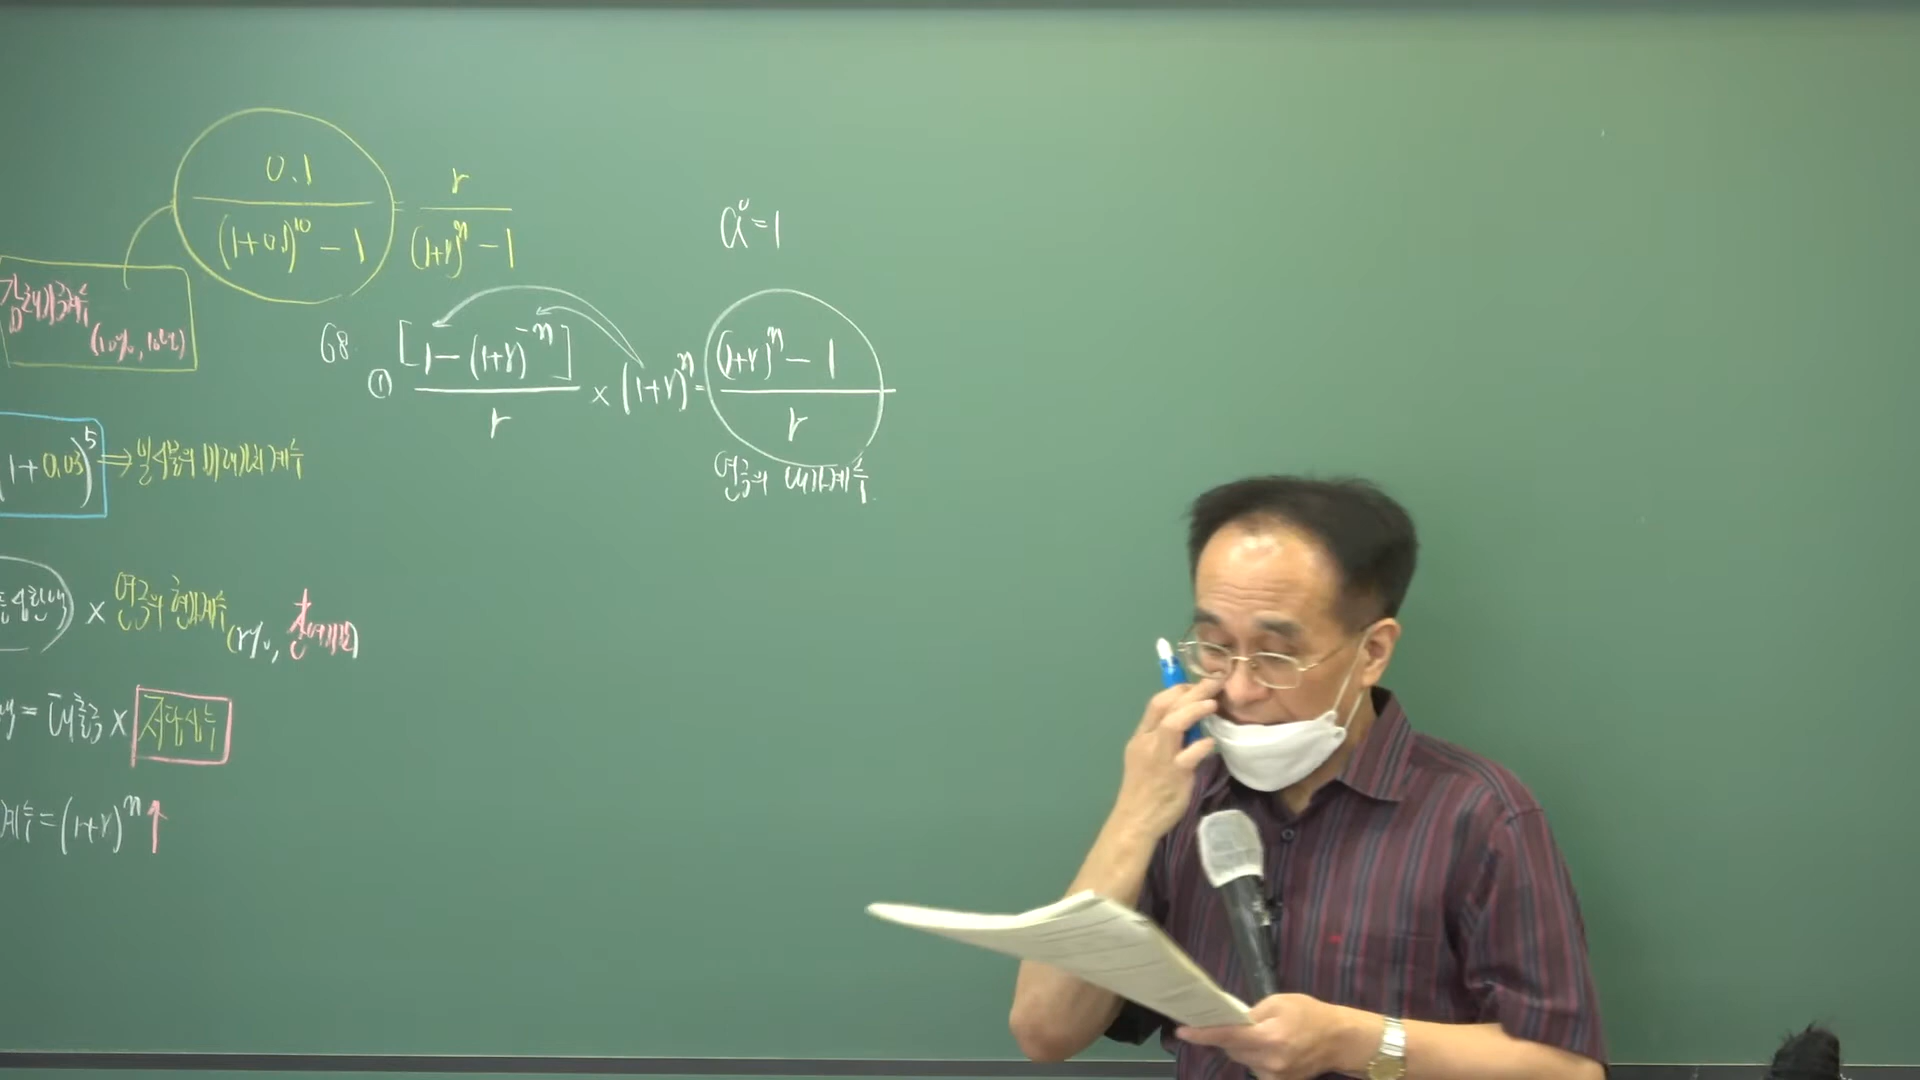 0.1 / (1+0.1)^10 - 1 = r / (1+r)^n - 1
감채기금계수
(10%, 10년)
a^0 = 1
68
① [1-(1+r)^-n] / r × (1+r)^n = (1+r)^n - 1 / r
연금의 내가계수
(1+0.03)^5 ⇒ 일시불의 미래가치계수
× 연금의 현가계수 (r%, 잔여기간)
= 대출금 × 저당상수
계수 = (1+r)^n ↑